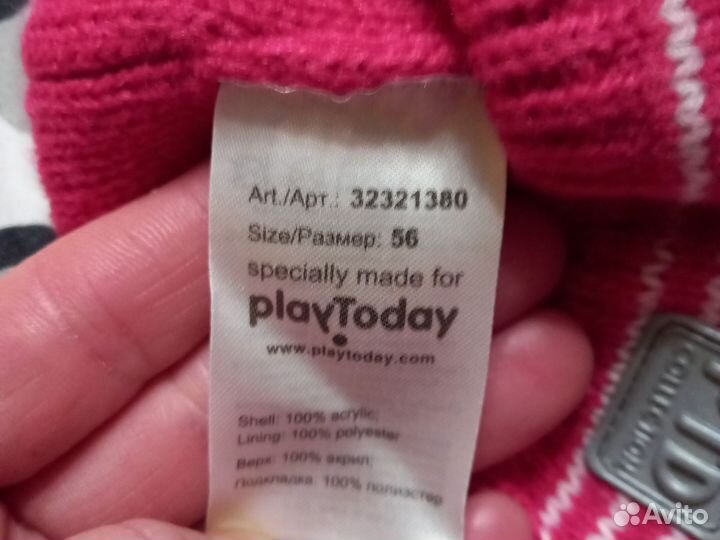 Art./Арт.: 32321380
Size/Размер: 56
specially made for
playToday
www.playtoday.com
Shell: 100% acrylic;
Lining: 100% polyester
Верх: 100% акрил;
Подкладка: 100% полиэстер
collection
Avito